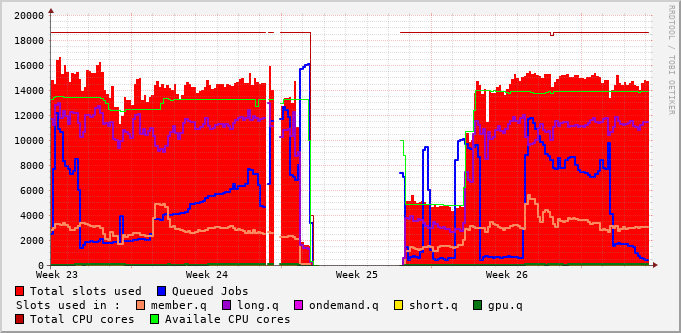 RRDTOOL / TOBI OETIKER
20000
18000
16000
14000
12000
10000
8000
6000
4000
2000
0
Week 23 Week 24 Week 25 Week 26
Total slots used Queued Jobs
Slots used in : member.q long.q ondemand.q short.q gpu.q
Total CPU cores Availale CPU cores